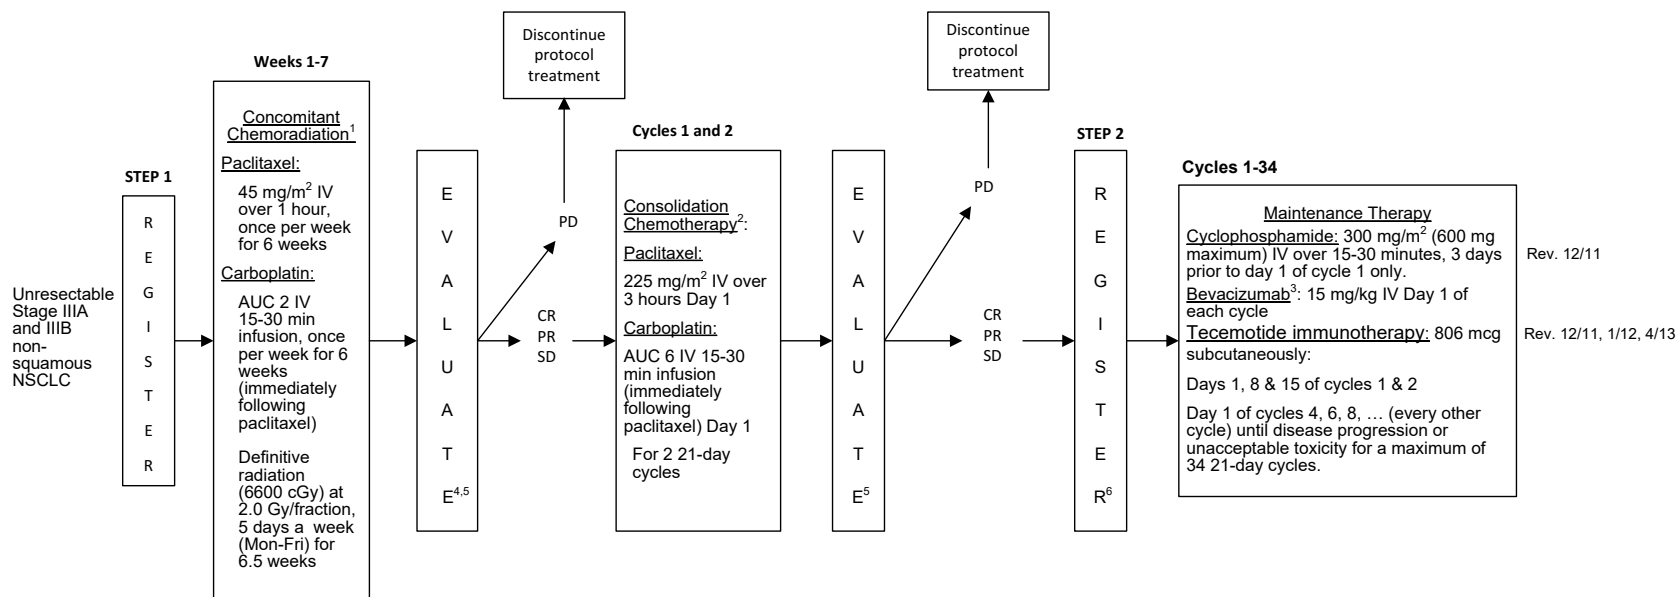 Unresectable
Stage IIIA
and IIIB
non-
squamous
NSCLC
STEP 1
R
E
G
I
S
T
E
R
Weeks 1-7
Concomitant
Chemoradiation1
Paclitaxel:
45 mg/m2 IV
over 1 hour,
once per week
for 6 weeks
Carboplatin:
AUC 2 IV
15-30 min
infusion, once
per week for 6
weeks
(immediately
following
paclitaxel)
Definitive
radiation
(6600 cGy) at
2.0 Gy/fraction,
5 days a week
(Mon-Fri) for
6.5 weeks
E
V
A
L
U
A
T
E4,5
PD
Discontinue
protocol
treatment
CR
PR
SD
Cycles 1 and 2
Consolidation
Chemotherapy2:
Paclitaxel:
225 mg/m2 IV over
3 hours Day 1
Carboplatin:
AUC 6 IV 15-30
min infusion
(immediately
following
paclitaxel) Day 1
For 2 21-day
cycles
E
V
A
L
U
A
T
E5
PD
Discontinue
protocol
treatment
CR
PR
SD
STEP 2
R
E
G
I
S
T
E
R6
Cycles 1-34
Maintenance Therapy
Cyclophosphamide: 300 mg/m2 (600 mg
maximum) IV over 15-30 minutes, 3 days
prior to day 1 of cycle 1 only.
Bevacizumab3: 15 mg/kg IV Day 1 of
each cycle
Tecemotide immunotherapy: 806 mcg
subcutaneously:
Days 1, 8 & 15 of cycles 1 & 2
Day 1 of cycles 4, 6, 8, … (every other
cycle) until disease progression or
unacceptable toxicity for a maximum of
34 21-day cycles.
Rev. 12/11
Rev. 12/11, 1/12, 4/13